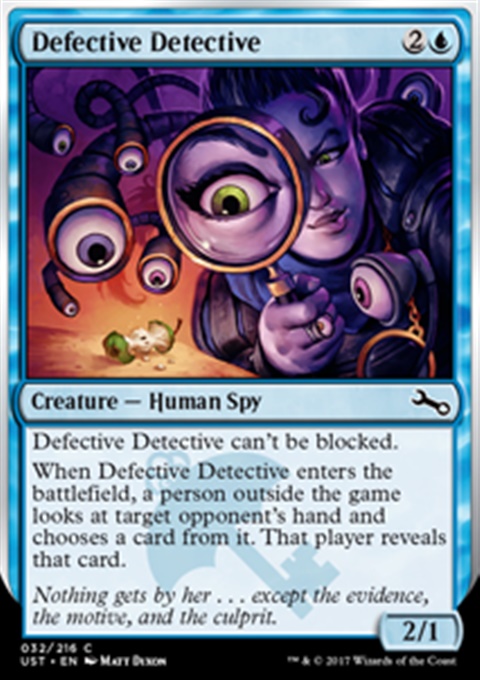 Defective Detective 2
Creature — Human Spy
Defective Detective can't be blocked.
When Defective Detective enters the
battlefield, a person outside the game
looks at target opponent's hand and
chooses a card from it. That player reveals
that card.
Nothing gets by her . . . except the evidence,
the motive, and the culprit.
2/1
032/216 C
UST • EN Matt Dixon
™ & © 2017 Wizards of the Coast